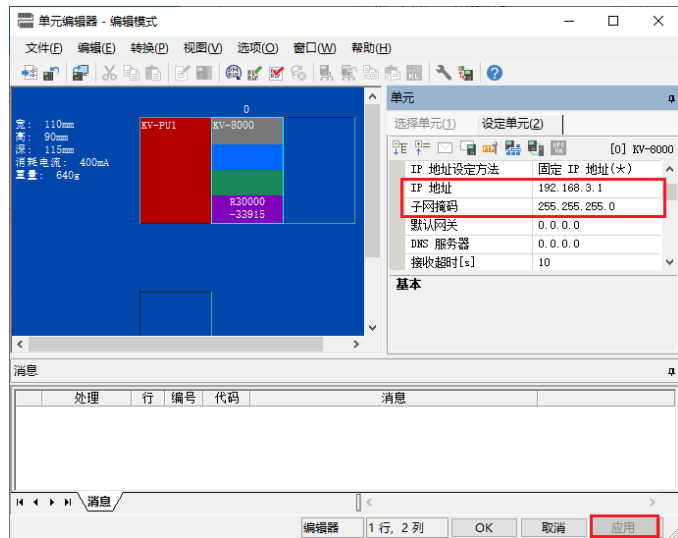 单元编辑器 - 编辑模式
文件(F) 编辑(E) 转换(P) 视图(V) 选项(O) 窗口(W) 帮助(H)
宽: 110mm
高: 90mm
深: 115mm
消耗电流: 400mA
重量: 640g
0
KV-PU1 KV-8000
R30000
-33915
单元
选择单元(1) 设定单元(2)
[0] KV-8000
IP 地址设定方法 固定 IP 地址(*)
IP 地址 192.168.3.1
子网掩码 255.255.255.0
默认网关 0.0.0.0
DNS 服务器 0.0.0.0
接收超时[s] 10
基本
消息
处理 行 编号 代码 消息
消息
编辑器 1 行, 2 列 OK 取消 应用